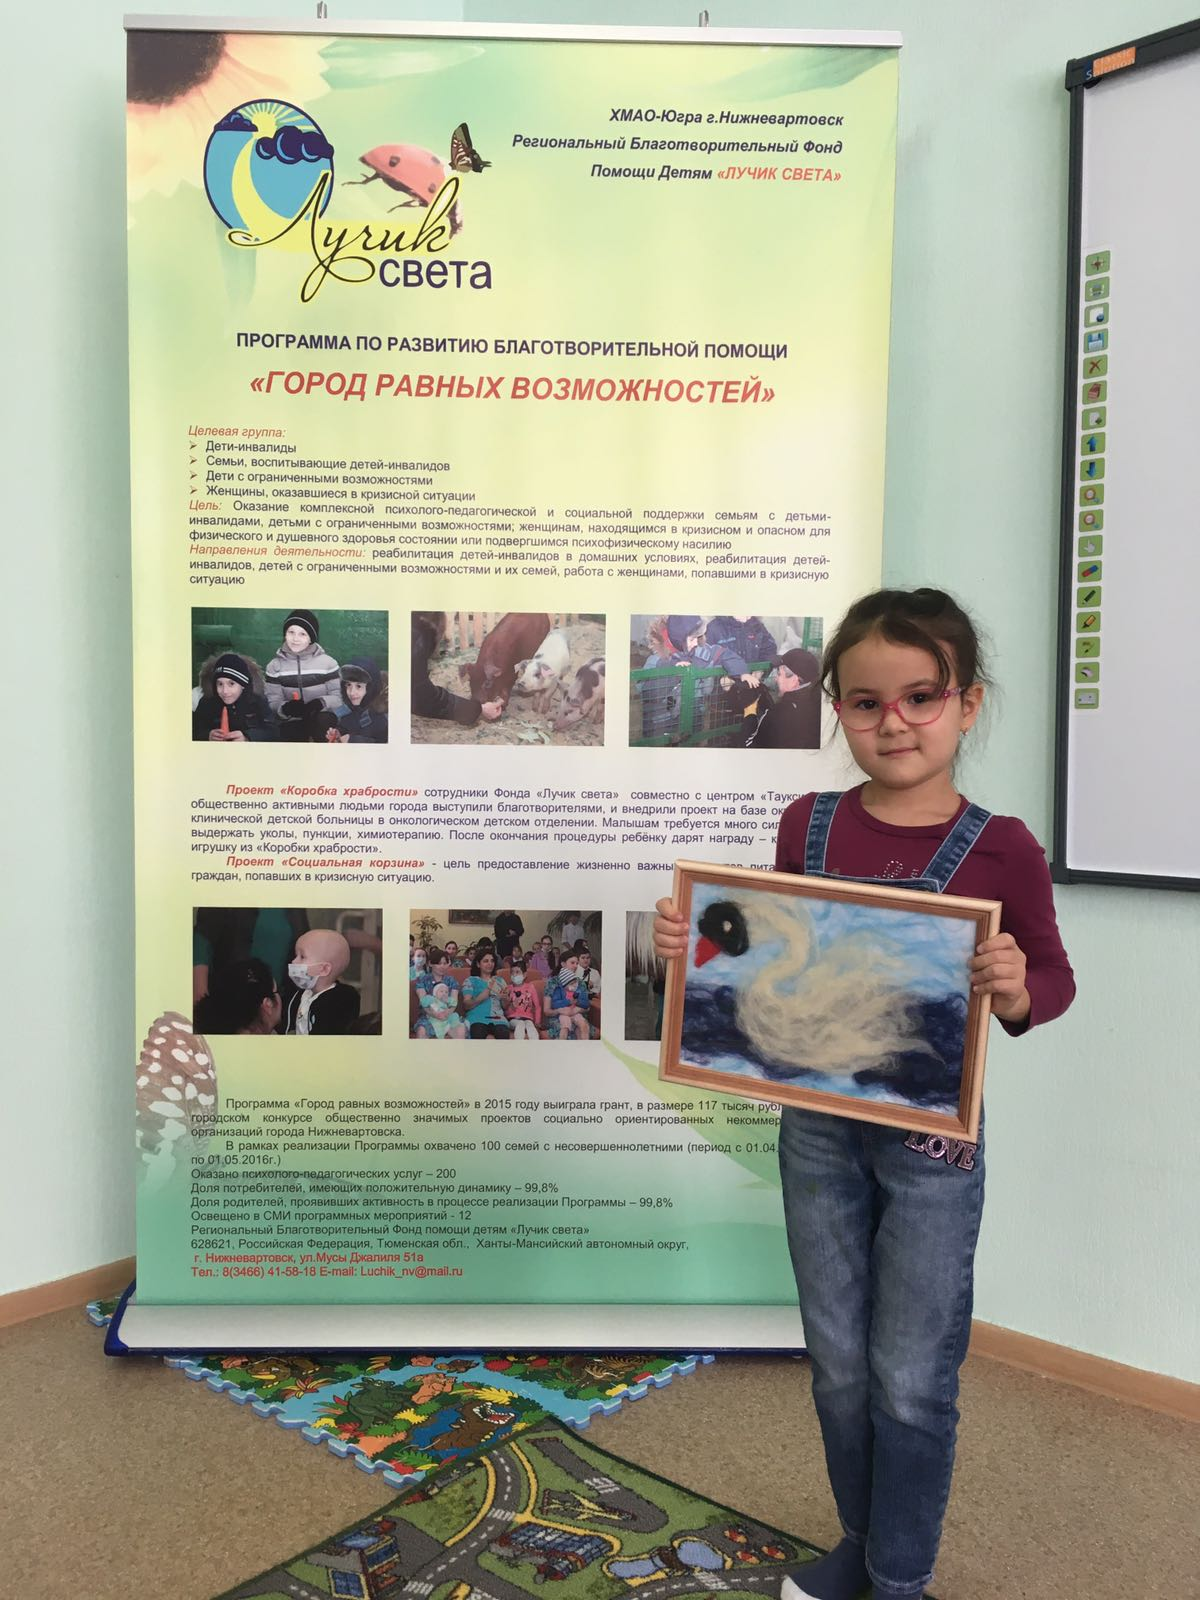 ХМАО-Югра г.Нижневартовск
Региональный Благотворительный Фонд
Помощи Детям «ЛУЧИК СВЕТА»
Лучик
света
ПРОГРАММА ПО РАЗВИТИЮ БЛАГОТВОРИТЕЛЬНОЙ ПОМОЩИ
«ГОРОД РАВНЫХ ВОЗМОЖНОСТЕЙ»
Целевая группа:
Дети-инвалиды
Семьи, воспитывающие детей-инвалидов
Дети с ограниченными возможностями
Женщины, оказавшиеся в кризисной ситуации
Цель: Оказание комплексной психолого-педагогической и социальной поддержки семьям с детьми-
инвалидами, детьми с ограниченными возможностями; женщинам, находящимся в кризисном и опасном для
физического и душевного здоровья состоянии или подвергшимся психофизическому насилию
Направления деятельности: реабилитация детей-инвалидов в домашних условиях, реабилитация детей-
инвалидов, детей с ограниченными возможностями и их семей, работа с женщинами, попавшими в кризисную
ситуацию
Проект «Коробка храбрости» сотрудники Фонда «Лучик света» совместно с центром
общественно активными людьми города выступили благотворителями, и внедрили проект на базе
клинической детской больницы в онкологическом детском отделении. Малышам требуется много
выдержать уколы, пункции, химиотерапию. После окончания процедуры ребёнку дарят награду –
игрушку из «Коробки храбрости».
Проект «Социальная корзина» - цель предоставление жизненно
граждан, попавших в кризисную ситуацию.
Программа «Город равных возможностей» в 2015 году выиграла грант, в размере 117 тысяч
городском конкурсе общественно значимых проектов социально ориентированных
организаций города Нижневартовска.
В рамках реализации Программы охвачено 100 семей с несовершеннолетними (период с 01.04.
по 01.05.2016г.)
Оказано психолого-педагогических услуг – 200
Доля потребителей, имеющих положительную динамику – 99,8%
Доля родителей, проявивших активность в процессе реализации Программы – 99,8%
Освещено в СМИ программных мероприятий - 12
Региональный Благотворительный Фонд помощи детям «Лучик света»
628621, Российская Федерация, Тюменская обл., Ханты-Мансийский автономный округ,
г. Нижневартовск, ул.Мусы Джалиля 51а
Тел.: 8(3466) 41-58-18 E-mail: Luchik_nv@mail.ru
Classic
Solution
LOVE